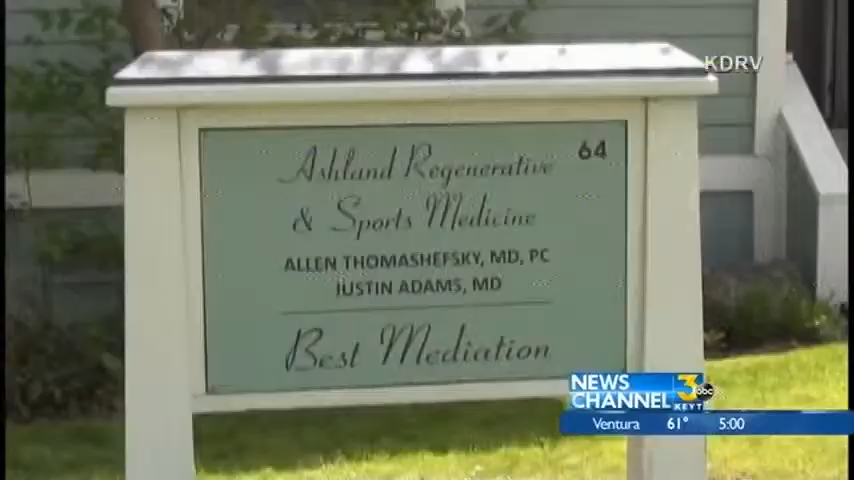 KDRV
64
Ashland Regenerative
& Sports Medicine
ALLEN THOMASHEFSKY, MD, PC
JUSTIN ADAMS, MD
Best Mediation
NEWS
CHANNEL 3 abc
KEYT
Ventura 61° 5:00